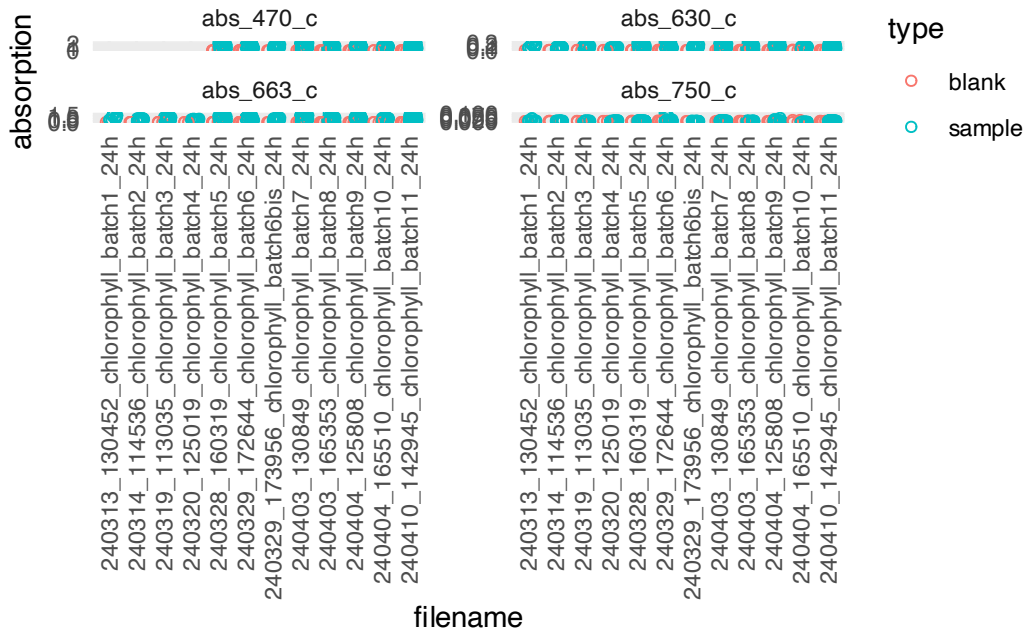 abs_470_c
abs_630_c
abs_663_c
abs_750_c
absorption
240313_130452_chlorophyll_batch1_24h
240314_114536_chlorophyll_batch2_24h
240319_113035_chlorophyll_batch3_24h
240320_125019_chlorophyll_batch4_24h
240328_160319_chlorophyll_batch5_24h
240329_172644_chlorophyll_batch6_24h
240329_173956_chlorophyll_batch6bis_24h
240403_130849_chlorophyll_batch7_24h
240403_165353_chlorophyll_batch8_24h
240404_125808_chlorophyll_batch9_24h
240404_165510_chlorophyll_batch10_24h
240410_142945_chlorophyll_batch11_24h
240313_130452_chlorophyll_batch1_24h
240314_114536_chlorophyll_batch2_24h
240319_113035_chlorophyll_batch3_24h
240320_125019_chlorophyll_batch4_24h
240328_160319_chlorophyll_batch5_24h
240329_172644_chlorophyll_batch6_24h
240329_173956_chlorophyll_batch6bis_24h
240403_130849_chlorophyll_batch7_24h
240403_165353_chlorophyll_batch8_24h
240404_125808_chlorophyll_batch9_24h
240404_165510_chlorophyll_batch10_24h
240410_142945_chlorophyll_batch11_24h
filename
type
blank
sample